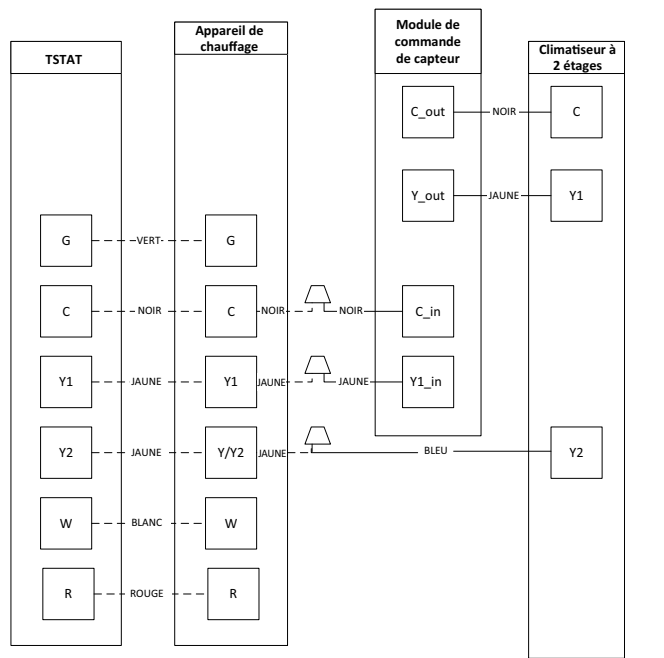 TSTAT
Appareil de
chauffage
Module de
commande
de capteur
Climatiseur à
2 étages
C_out
NOIR
C
Y_out
JAUNE
Y1
G
VERT
G
C
NOIR
C
NOIR
NOIR
C_in
Y1
JAUNE
Y1
JAUNE
JAUNE
Y1_in
Y2
JAUNE
Y/Y2
JAUNE
BLEU
Y2
W
BLANC
W
R
ROUGE
R